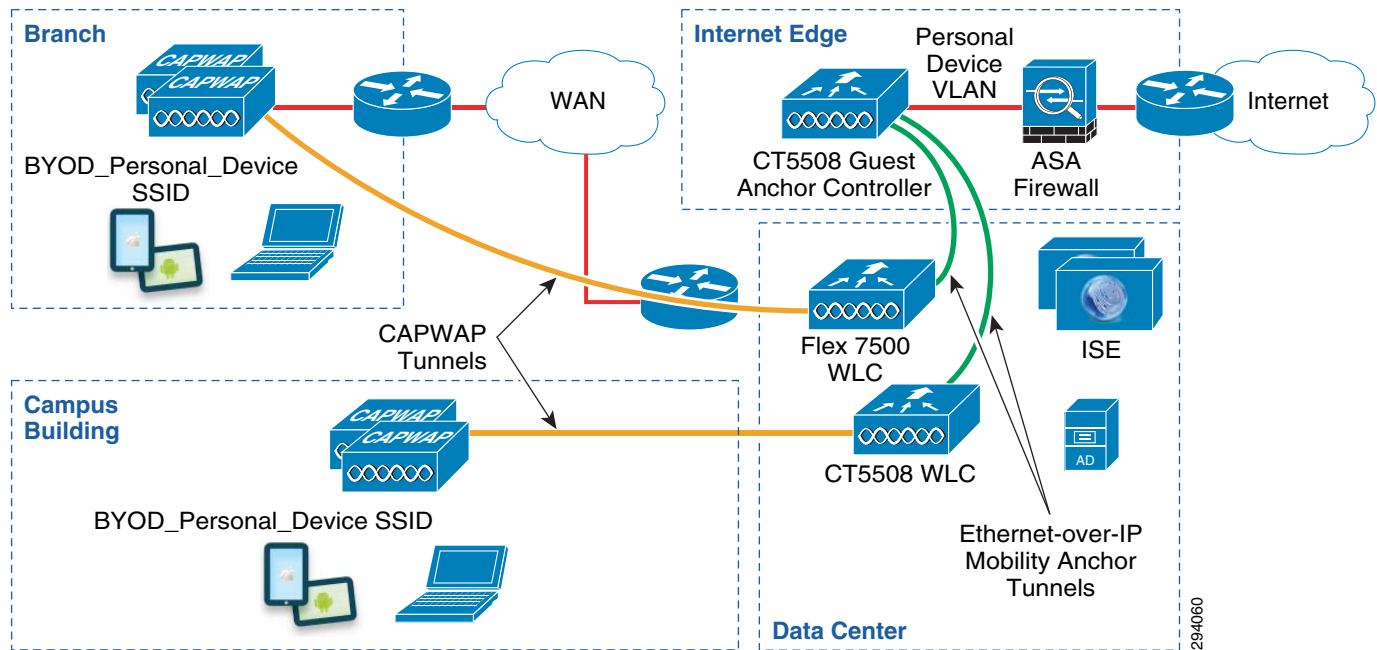 Branch
CAPWAP
CAPWAP
BYOD_Personal_Device
SSID
WAN
Internet Edge
Personal
Device
VLAN
CT5508 Guest
Anchor Controller
ASA
Firewall
Internet
CAPWAP
Tunnels
Flex 7500
WLC
ISE
CT5508 WLC
AD
Ethernet-over-IP
Mobility Anchor
Tunnels
Data Center
Campus
Building
CAPWAP
CAPWAP
BYOD_Personal_Device SSID
294060